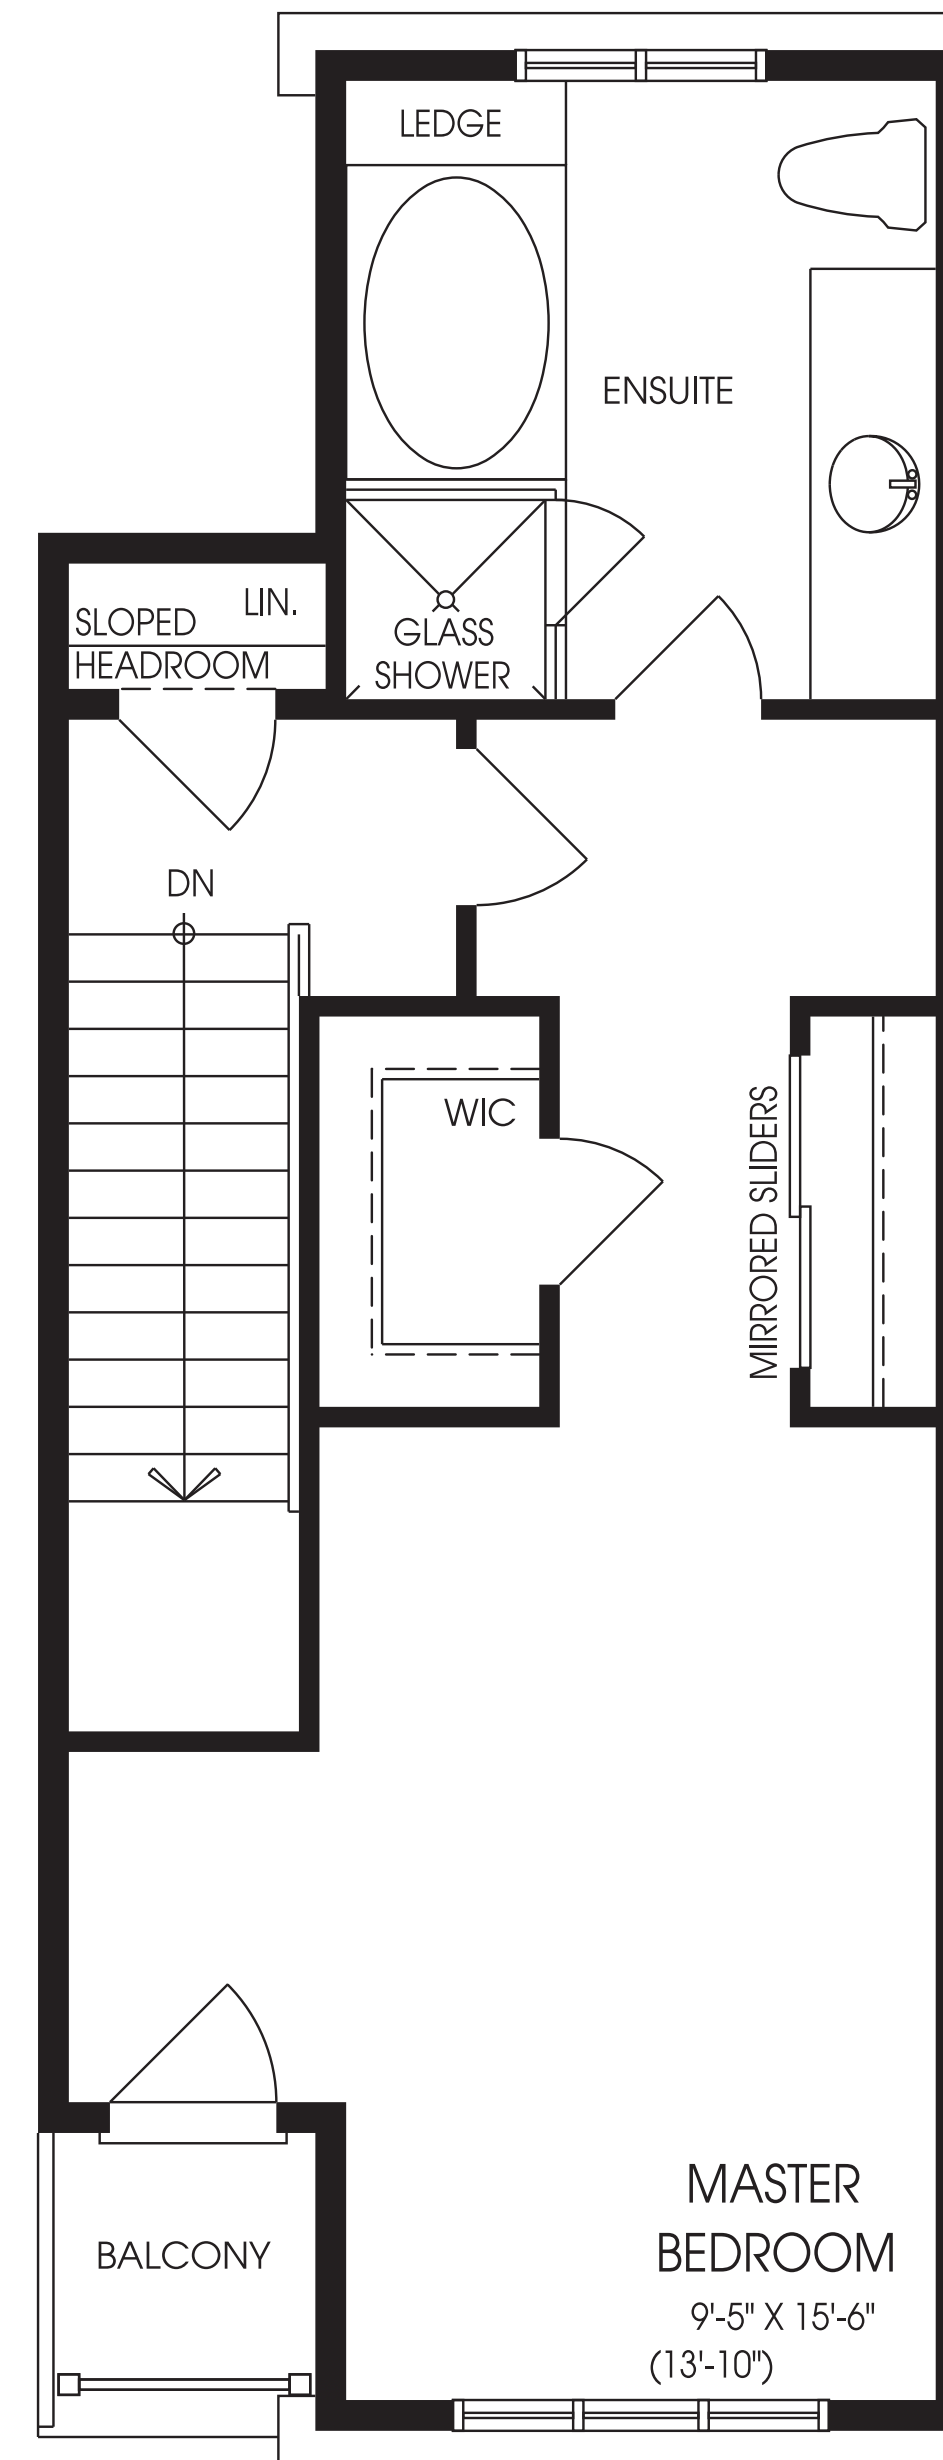 LEDGE
ENSUITE
LIN.
SLOPED
HEADROOM
GLASS
SHOWER
DN
WIC
MIRRORED SLIDERS
MASTER
BEDROOM
9'-5" X 15'-6"
(13'-10")
BALCONY